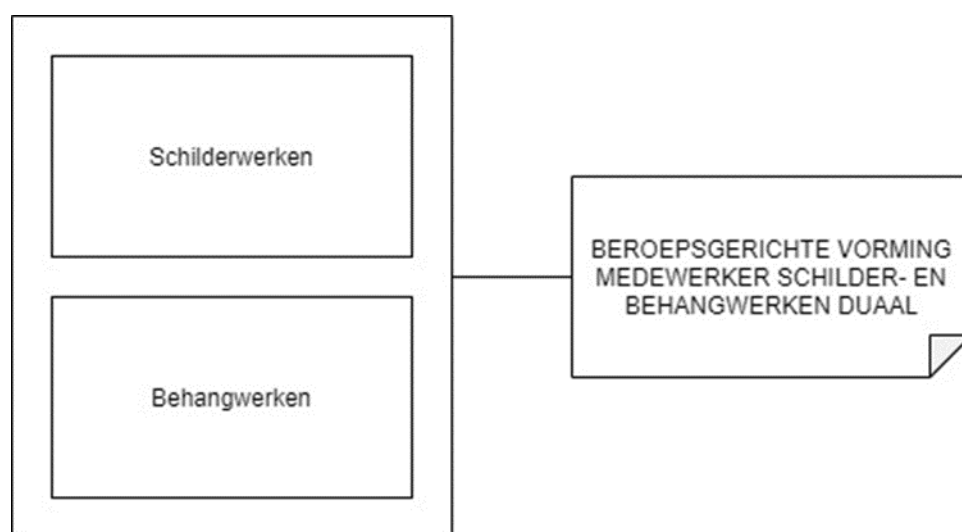 Schilderwerken
Behangwerken
BEROEPSGERICHTE VORMING
MEDEWERKER SCHILDER- EN
BEHANGWERKEN DUAAL